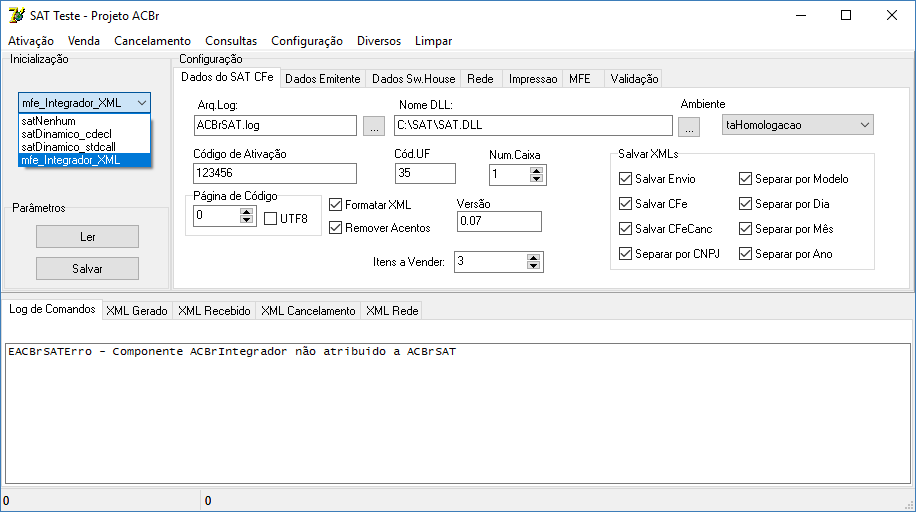 SAT Teste - Projeto ACBr
Ativação Venda Cancelamento Consultas Configuração Diversos Limpar
Inicialização
mfe_Integrador_XML
satNenhum
satDinamico_cdecl
satDinamico_stdcall
mfe_Integrador_XML
Parâmetros
Ler
Salvar
Configuração
Dados do SAT CFe Dados Emitente Dados Sw.House Rede Impressao MFE Validação
Arq.Log: Nome DLL: Ambiente
ACBrSAT.log ... C:\SAT\SAT.DLL ... taHomologacao
Código de Ativação Cód.UF Num.Caixa
123456 35 1
Página de Código
0 UTF8
Formatar XML
Remover Acentos
Versão
0.07
Itens a Vender: 3
Salvar XMLs
Salvar Envio Separar por Modelo
Salvar CFe Separar por Dia
Salvar CFeCanc Separar por Mês
Separar por CNPJ Separar por Ano
Log de Comandos XML Gerado XML Recebido XML Cancelamento XML Rede
EACBrSATErro - Componente ACBrIntegrador não atribuido a ACBrSAT
0 0